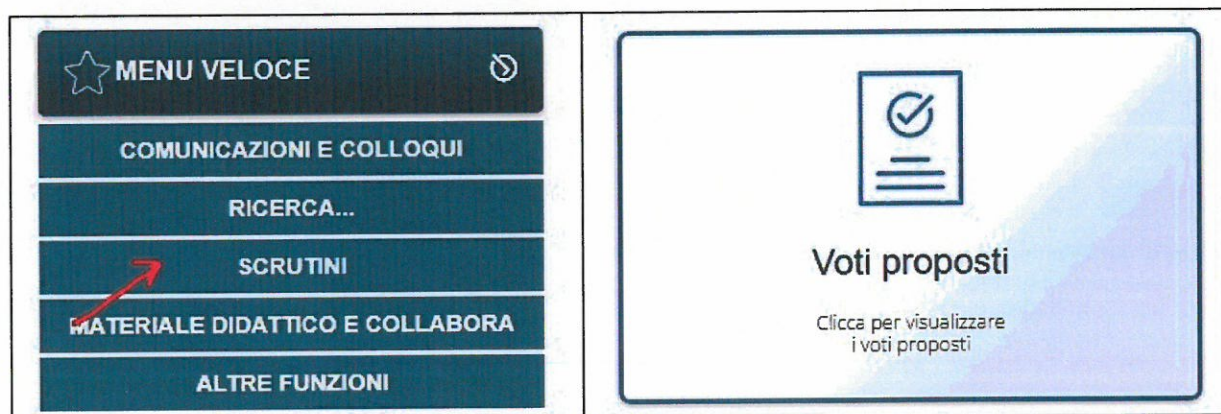 MENU VELOCE
COMUNICAZIONI E COLLOQUI
RICERCA...
SCRUTINI
MATERIALE DIDATTICO E COLLABORA
ALTRE FUNZIONI
Voti proposti
Clicca per visualizzare
i voti proposti